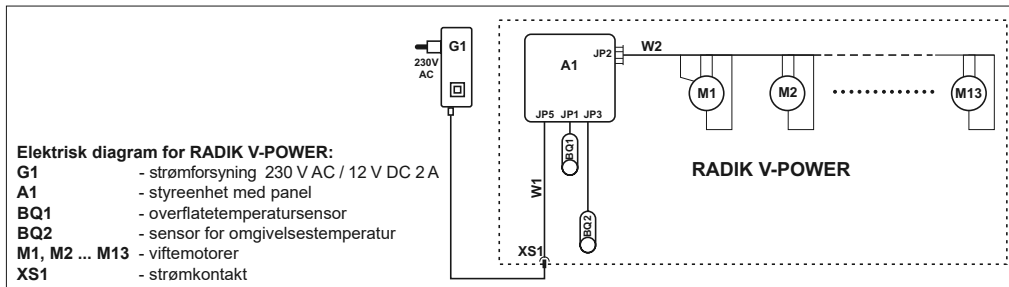 G1
230V
AC
A1
JP2
W2
M1
M2
M13
JP5 JP1 JP3
BQ1
W1
BQ2
XS1
RADIK V-POWER
Elektrisk diagram for RADIK V-POWER:
G1 - strømforsyning 230 V AC / 12 V DC 2 A
A1 - styreenhet med panel
BQ1 - overflatetemperatursensor
BQ2 - sensor for omgivelsestemperatur
M1, M2 ... M13 - viftemotorer
XS1 - strømkontakt